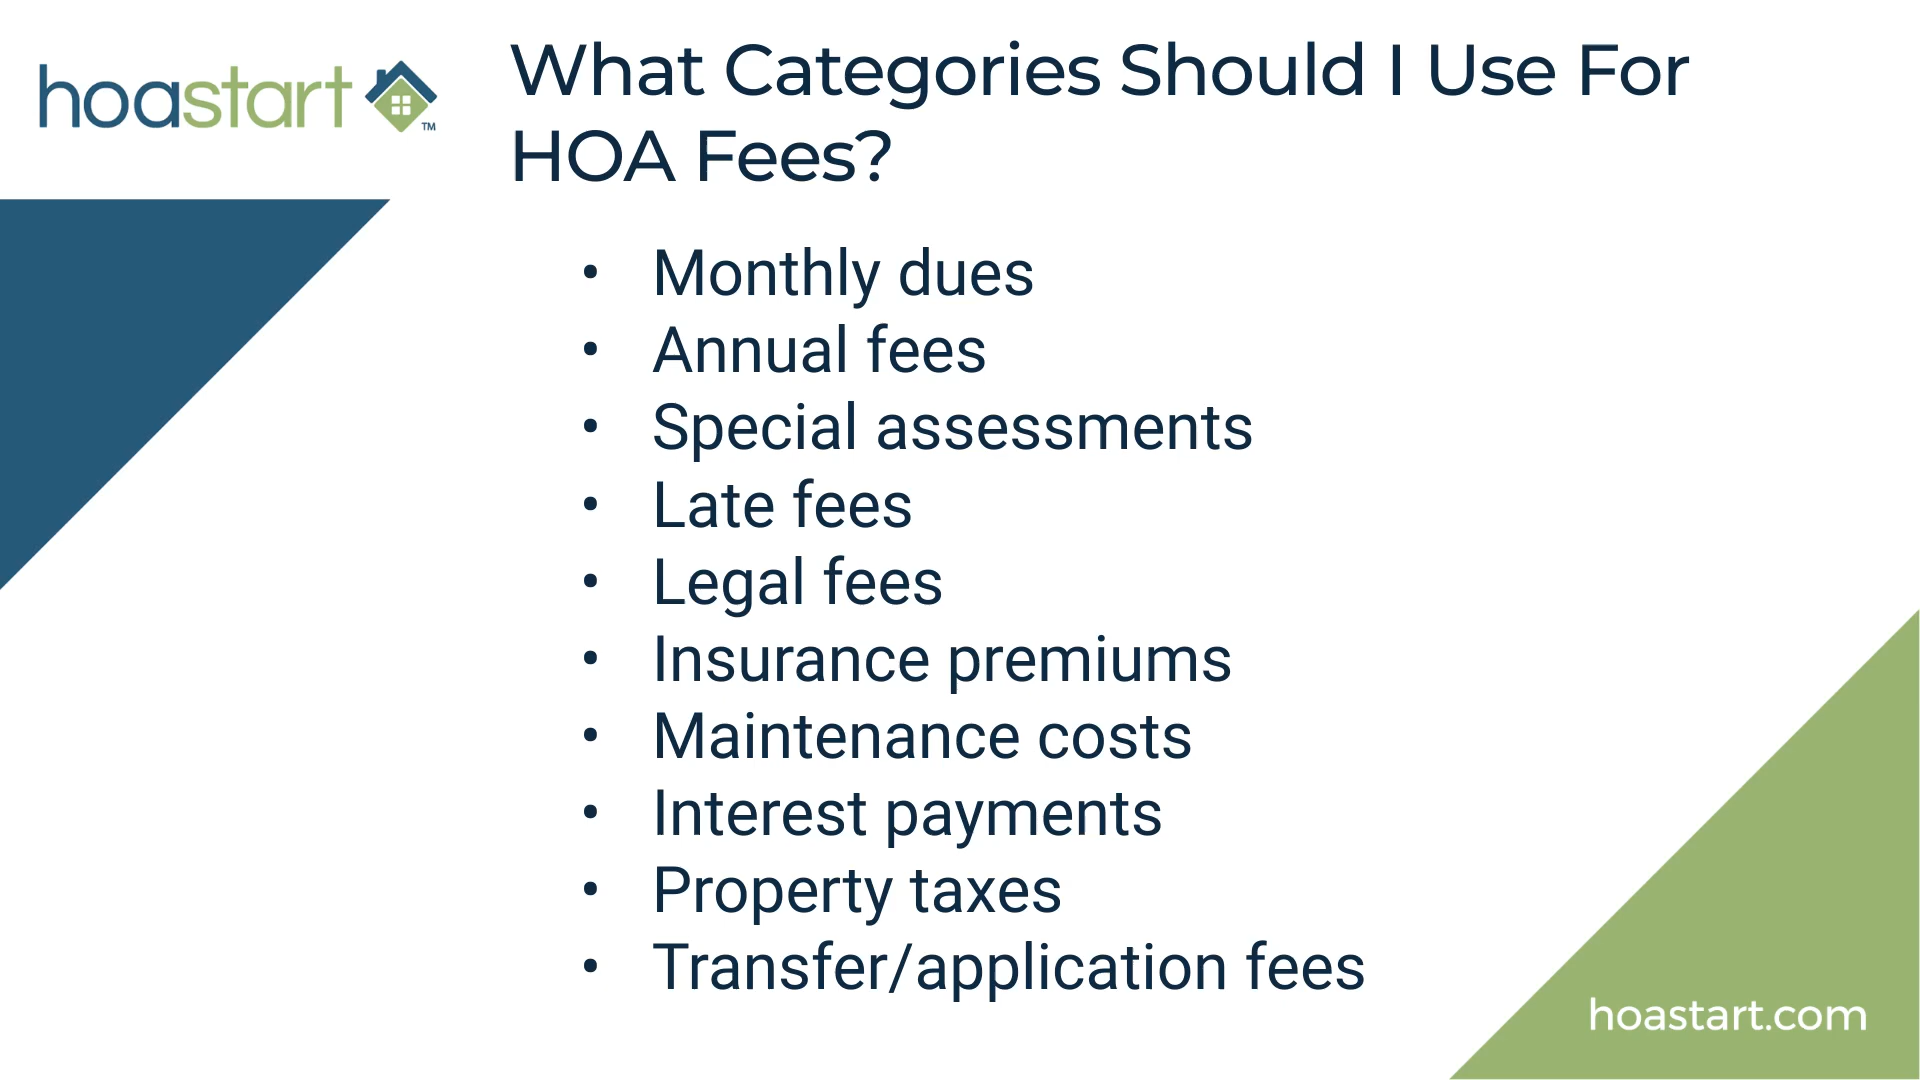 hoastart
TM
What Categories Should I Use For
HOA Fees?
• Monthly dues
• Annual fees
• Special assessments
• Late fees
• Legal fees
• Insurance premiums
• Maintenance costs
• Interest payments
• Property taxes
• Transfer/application fees
hoastart.com